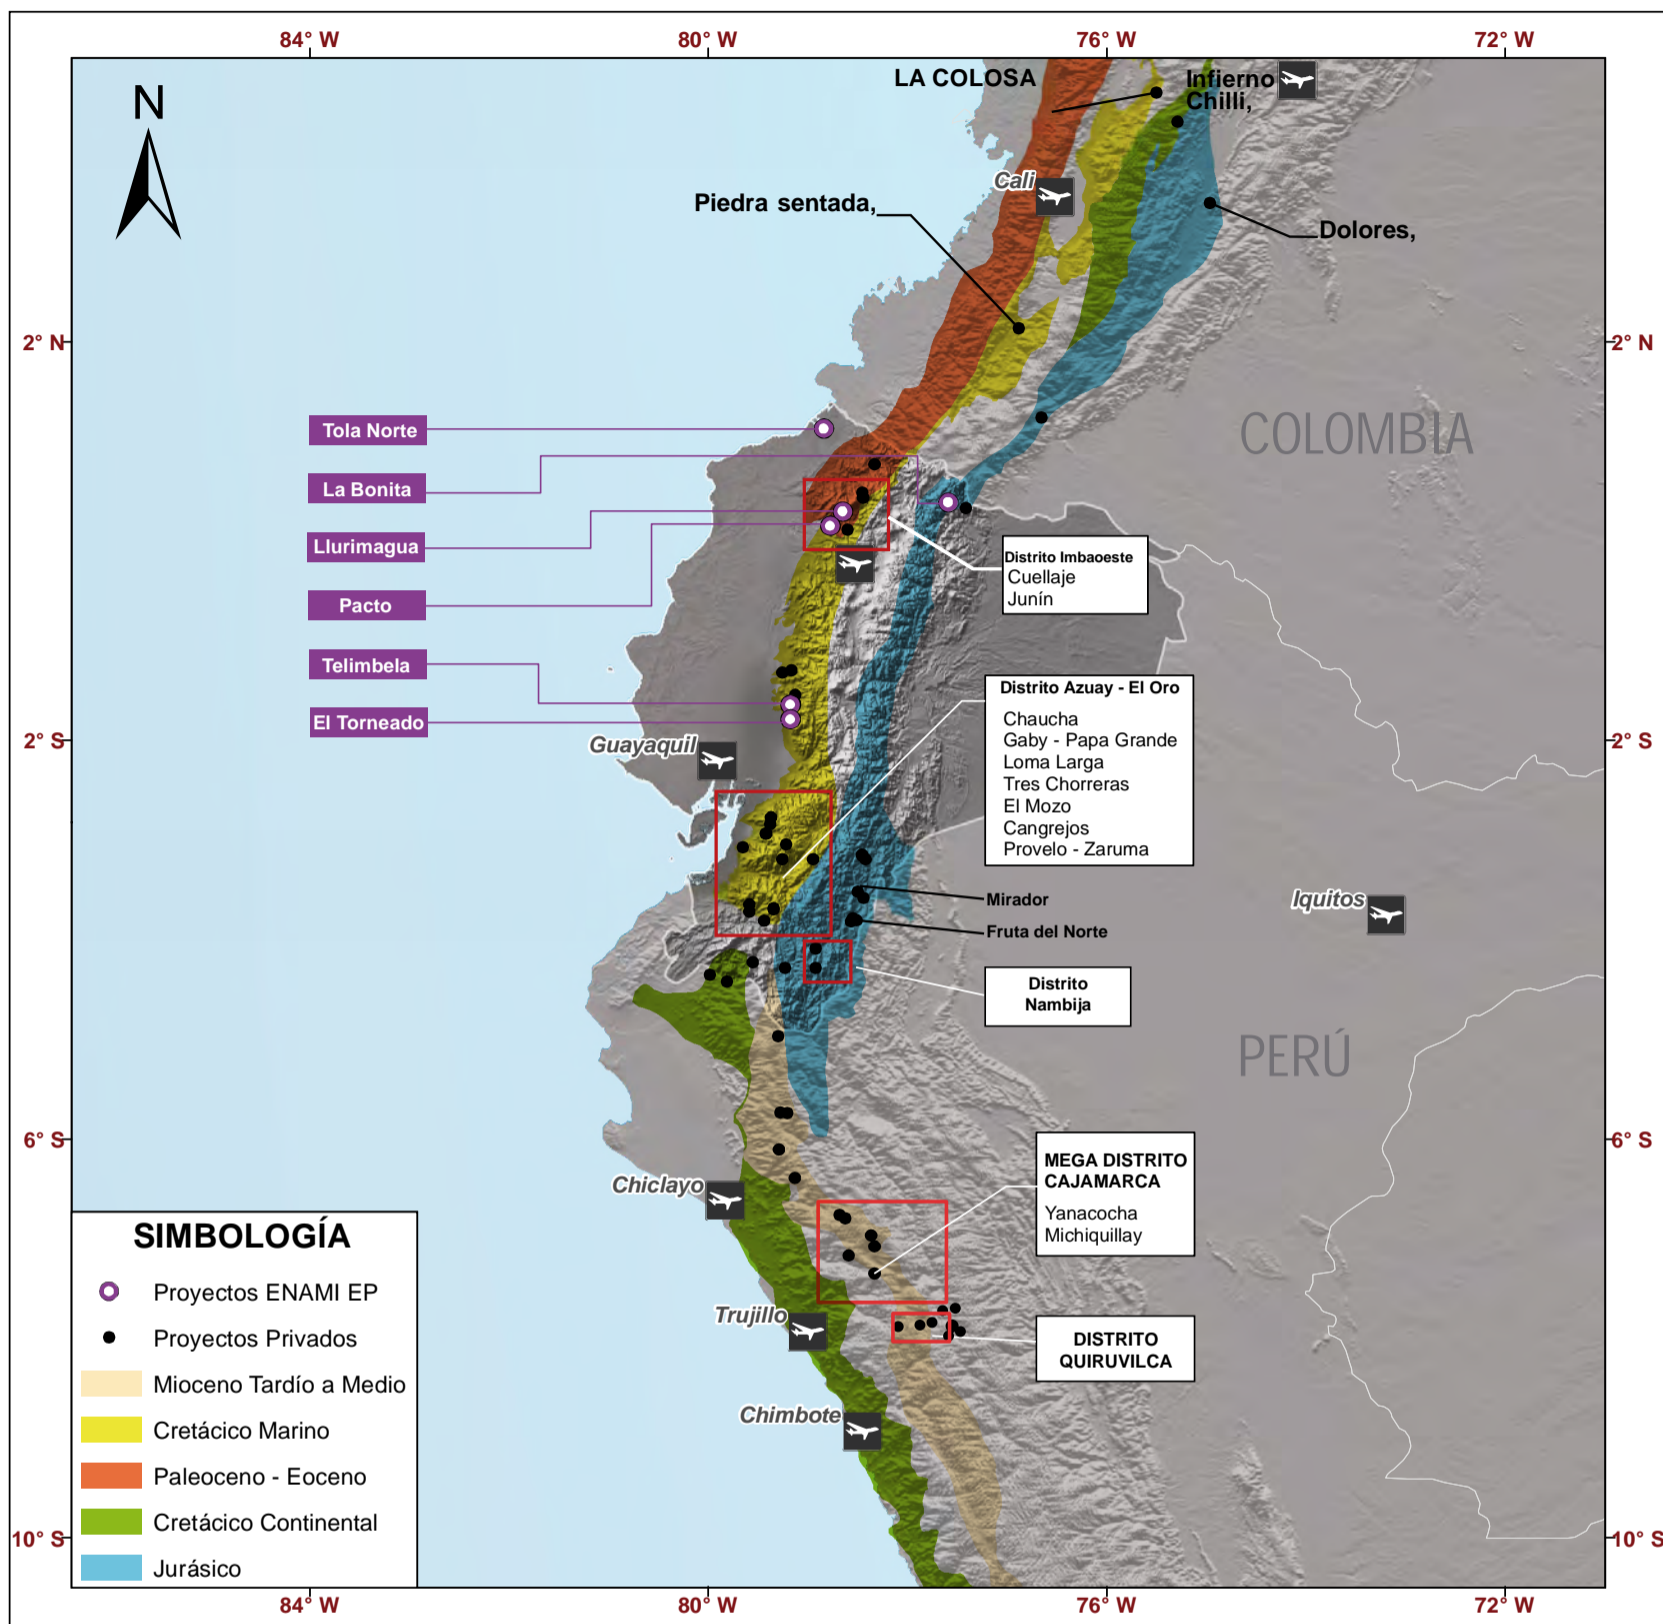 84° W
80° W
76° W
72° W
N
LA COLOSA
Infierno
Chilli,
Cali
Piedra sentada,
Dolores,
2° N
2° N
COLOMBIA
Tola Norte
La Bonita
Llurimagua
Pacto
Telimbela
El Torneado
Distrito Imbaoeste
Cuellaje
Junín
Distrito Azuay - El Oro
Chaucha
Gaby - Papa Grande
Loma Larga
Tres Chorreras
El Mozo
Cangrejos
Provelo - Zaruma
2° S
Guayaquil
Mirador
Fruta del Norte
Iquitos
Distrito
Nambija
PERÚ
6° S
6° S
MEGA DISTRITO
CAJAMARCA
Yanacocha
Michiquillay
Chiclayo
Trujillo
DISTRITO
QUIRUVILCA
Chimbote
SIMBOLOGÍA
Proyectos ENAMI EP
Proyectos Privados
Mioceno Tardío a Medio
Cretácico Marino
Paleoceno - Eoceno
Cretácico Continental
Jurásico
2° S
10° S
10° S
84° W
80° W
76° W
72° W